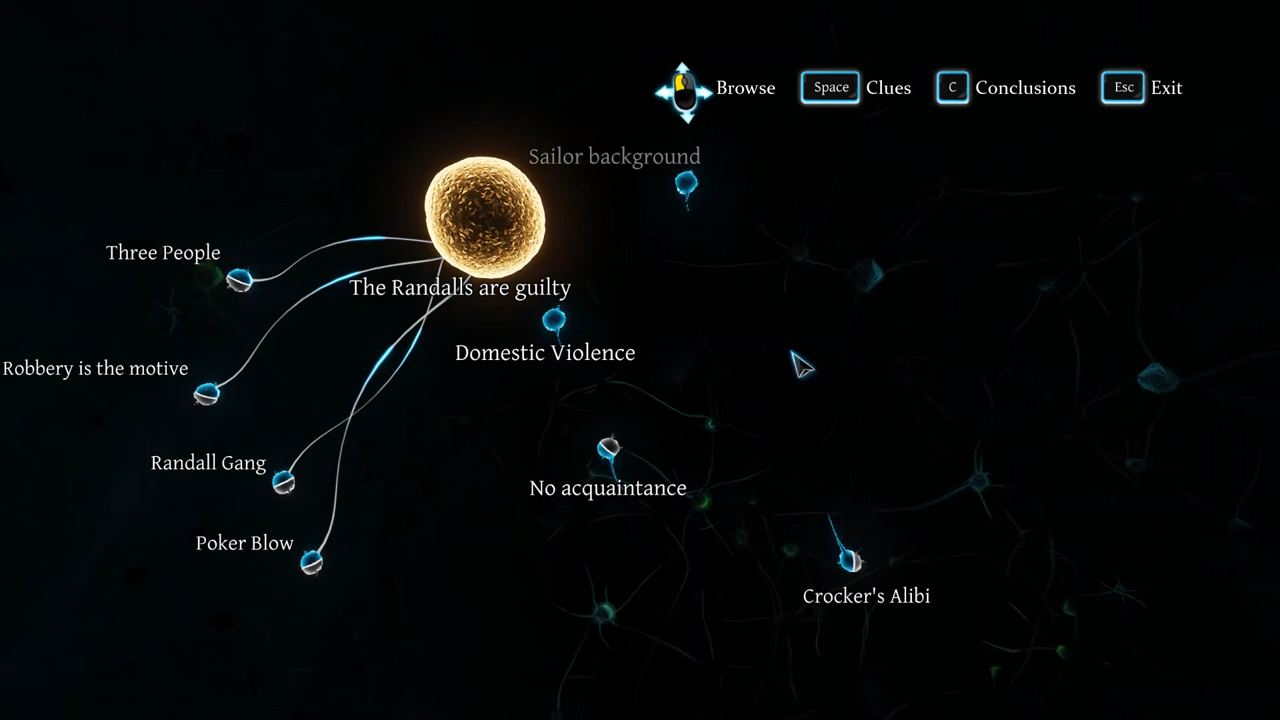 Browse
Space Clues
C Conclusions
Esc Exit
Sailor background
Three People
The Randalls are guilty
Domestic Violence
Robbery is the motive
Randall Gang
No acquaintance
Poker Blow
Crocker's Alibi